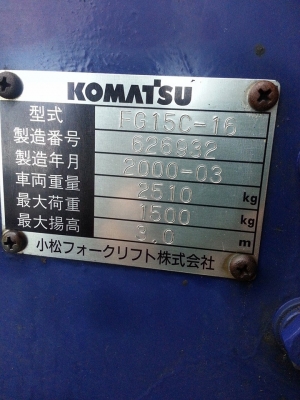 KOMATSU
型式 FG15C-16
製造番号 626932
製造年月 2000-03
車両重量 2510 kg
最大荷重 1500 kg
最大揚高 3.0 m
小松フォークリフト株式会社